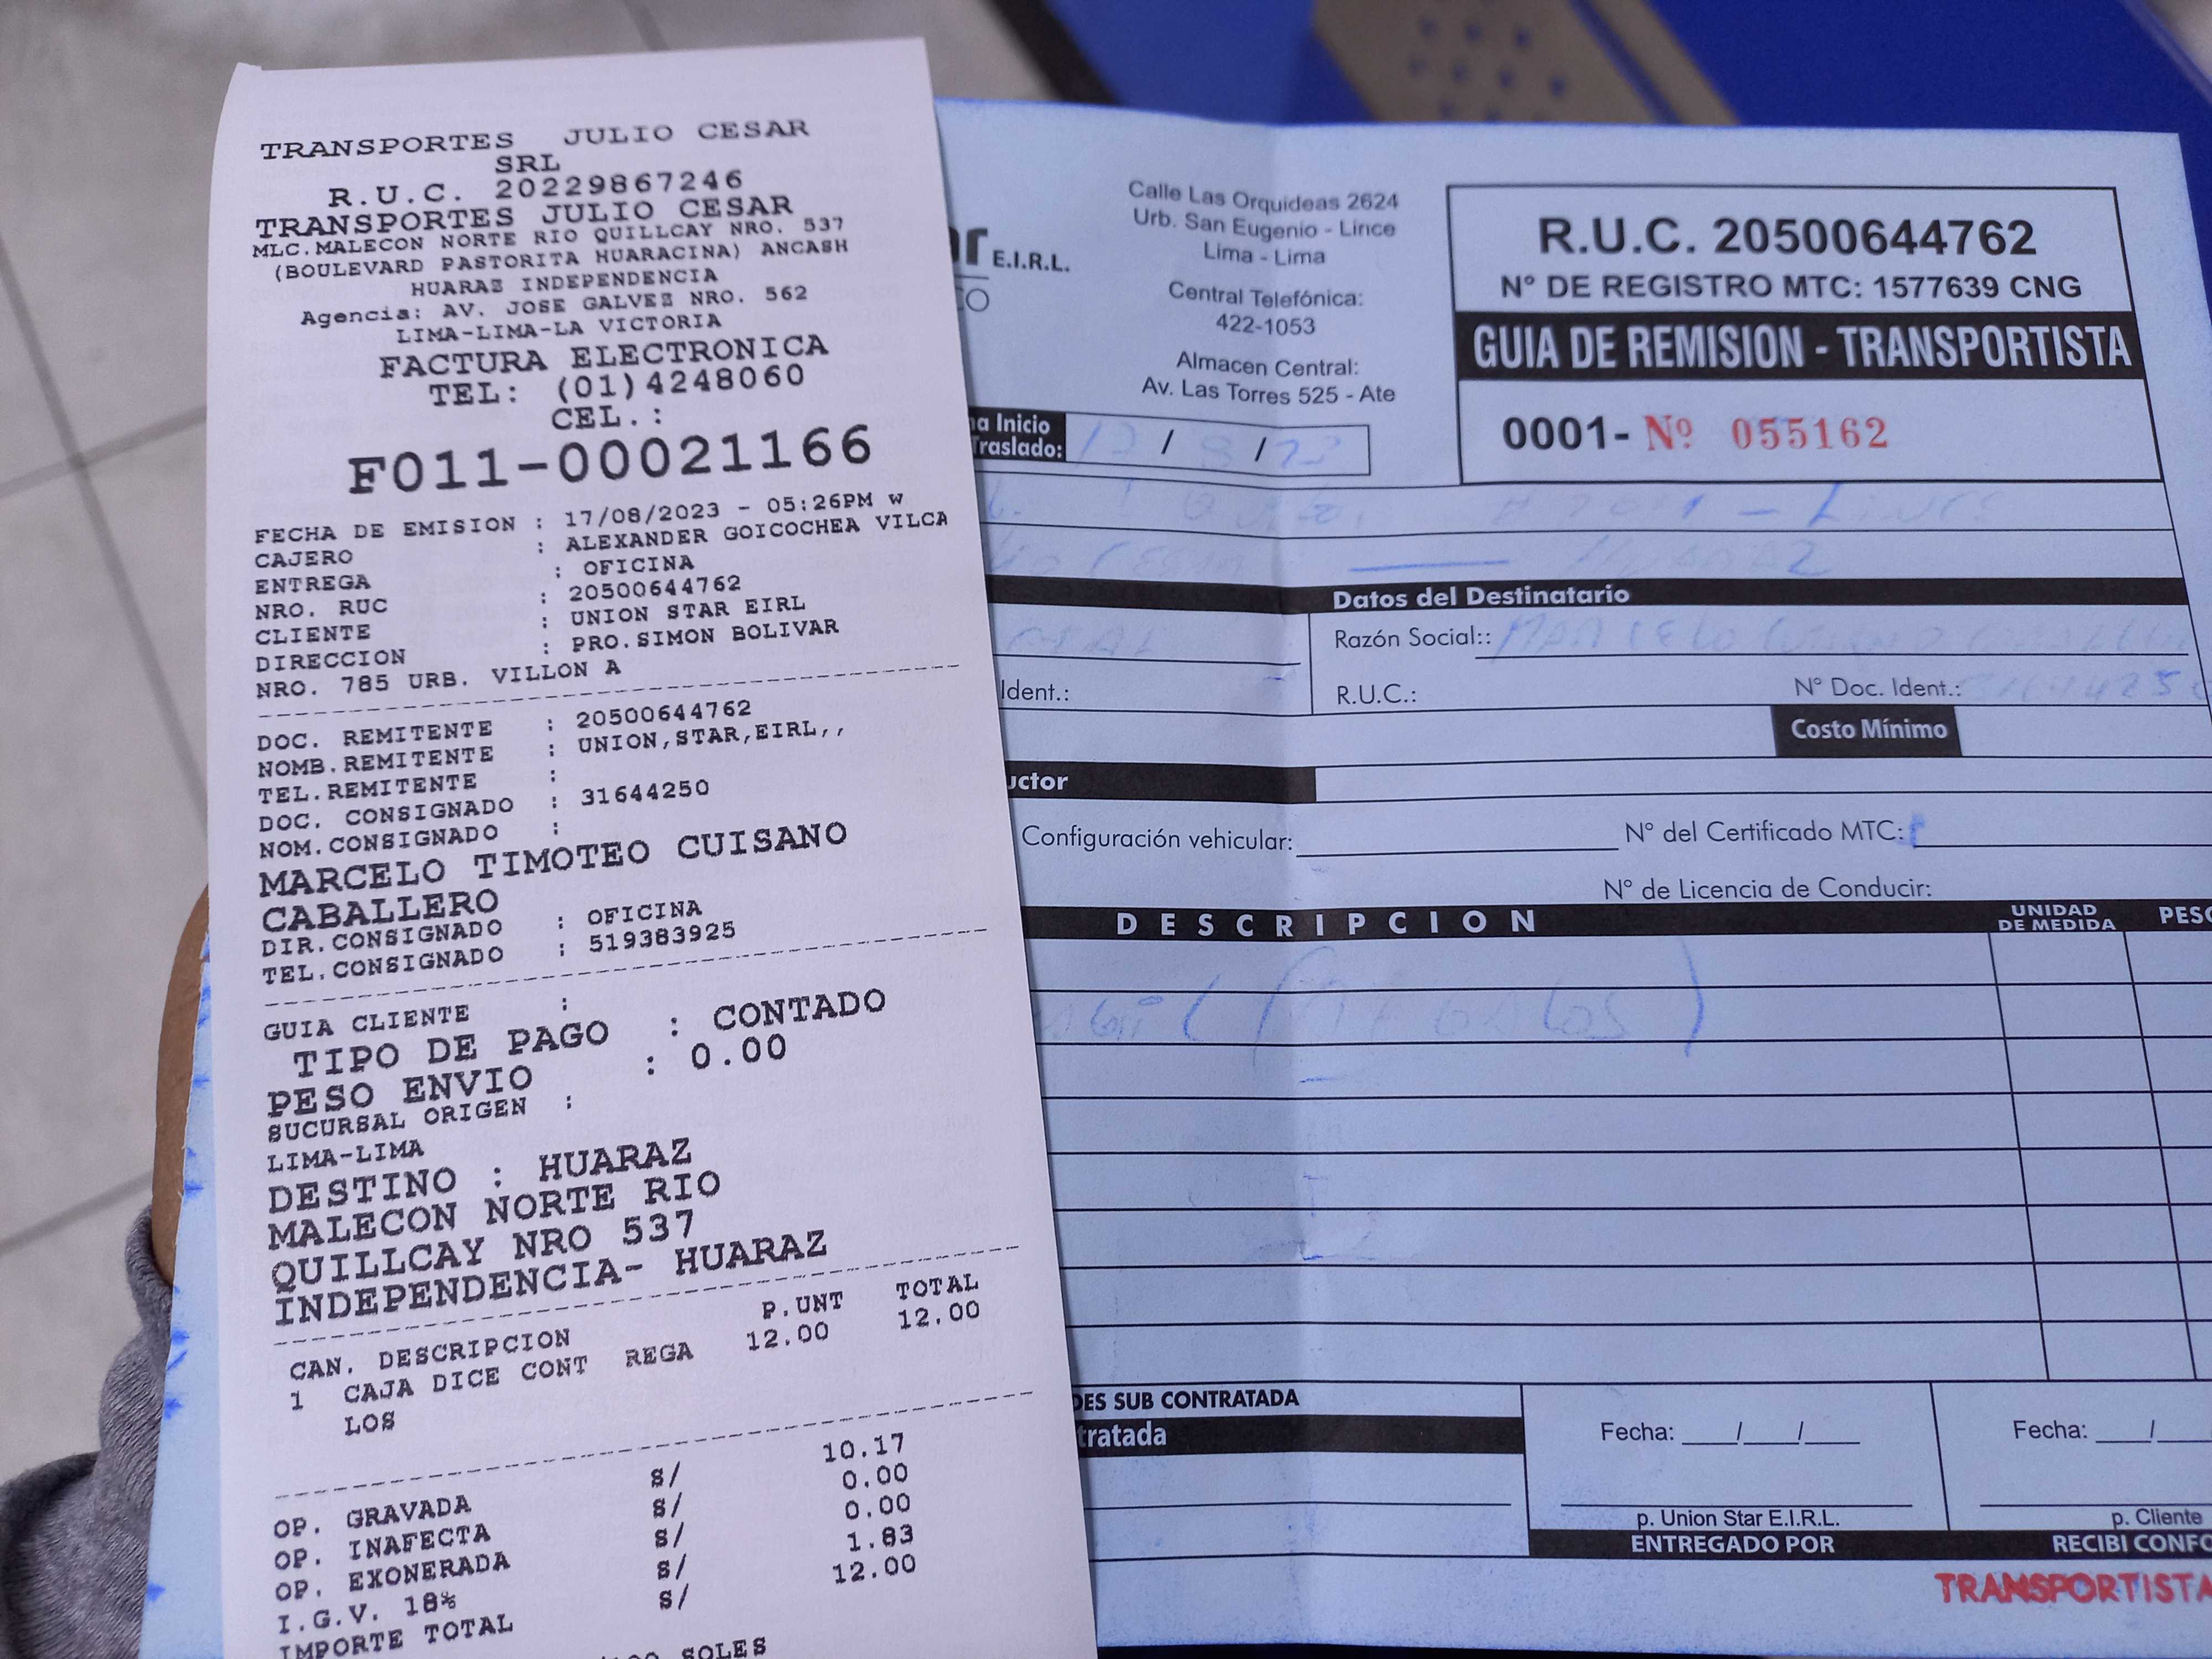 TRANSPORTES JULIO CESAR
SRL
R.U.C. 20229867246
TRANSPORTES JULIO CESAR
MLC.MALECON NORTE RIO QUILLCAY NRO. 537
(BOULEVARD PASTORITA HUARACINA) ANCASH
HUARAZ INDEPENDENCIA
Agencia: AV. JOSE GALVEZ NRO. 562
LIMA-LIMA-LA VICTORIA
FACTURA ELECTRONICA
TEL: (01)4248060
CEL.:
F011-00021166
FECHA DE EMISION : 17/08/2023 - 05:26PM w
CAJERO : ALEXANDER GOICOCHEA VILCA
ENTREGA : OFICINA
NRO. RUC : 20500644762
CLIENTE : UNION STAR EIRL
DIRECCION : PRO.SIMON BOLIVAR
NRO. 785 URB. VILLON A
DOC. REMITENTE : 20500644762
NOMB.REMITENTE : UNION,STAR,EIRL,,
TEL.REMITENTE :
DOC. CONSIGNADO : 31644250
NOM.CONSIGNADO :
MARCELO TIMOTEO CUISANO
CABALLERO
DIR.CONSIGNADO : OFICINA
TEL.CONSIGNADO : 519383925
GUIA CLIENTE :
TIPO DE PAGO : CONTADO
PESO ENVIO : 0.00
SUCURSAL ORIGEN :
LIMA-LIMA
DESTINO : HUARAZ
MALECON NORTE RIO
QUILLCAY NRO 537
INDEPENDENCIA- HUARAZ
CAN. DESCRIPCION P.UNT TOTAL
1 CAJA DICE CONT REGA 12.00 12.00
LOS
OP. GRAVADA S/ 10.17
OP. INAFECTA S/ 0.00
OP. EXONERADA S/ 0.00
I.G.V. 18% S/ 1.83
IMPORTE TOTAL S/ 12.00
SOLES
E.I.R.L.
Calle Las Orquideas 2624
Urb. San Eugenio - Lince
Lima - Lima
Central Telefónica:
422-1053
Almacen Central:
Av. Las Torres 525 - Ate
R.U.C. 20500644762
N° DE REGISTRO MTC: 1577639 CNG
GUIA DE REMISION - TRANSPORTISTA
0001- Nº 055162
Inicio
Traslado: / /
HUARAZ
Datos del Destinatario
Razón Social:: MARCELO
Ident.: R.U.C.: N° Doc. Ident.:
Costo Mínimo
Configuración vehicular: N° del Certificado MTC:
N° de Licencia de Conducir:
DESCRIPCION UNIDAD DE MEDIDA PESO
SUB CONTRATADA
Fecha: / / Fecha: /
p. Union Star E.I.R.L. p. Cliente
ENTREGADO POR RECIBI
TRANSPORTISTA